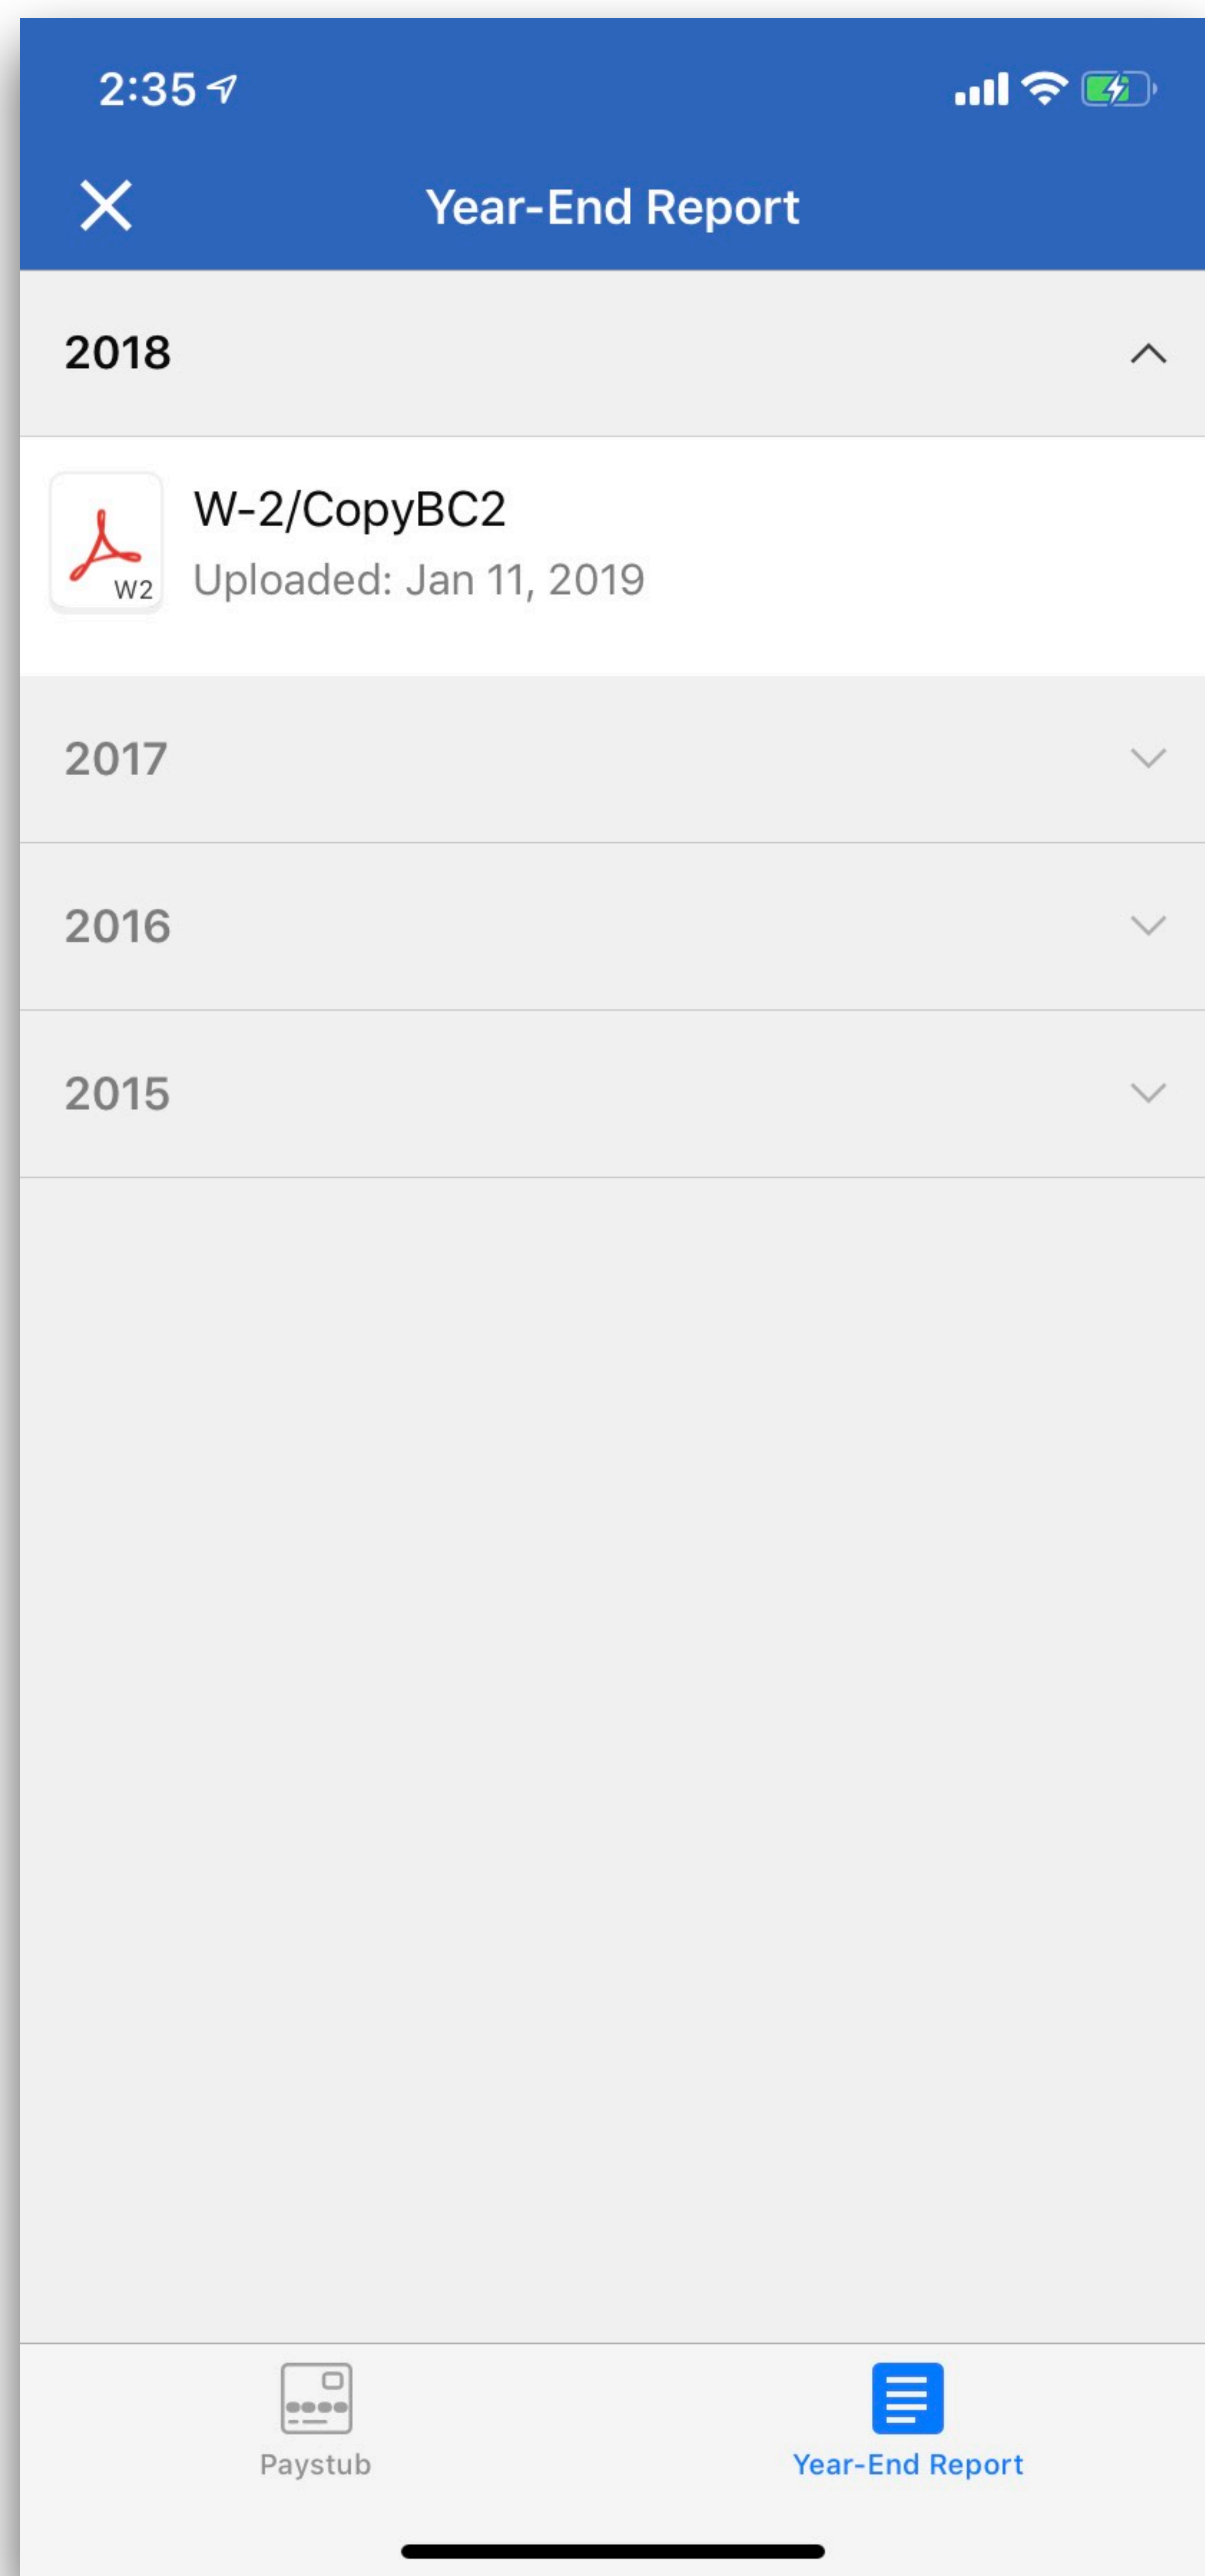 2:35
Year-End Report
2018
W-2/CopyBC2
W2
Uploaded: Jan 11, 2019
2017
2016
2015
Paystub
Year-End Report